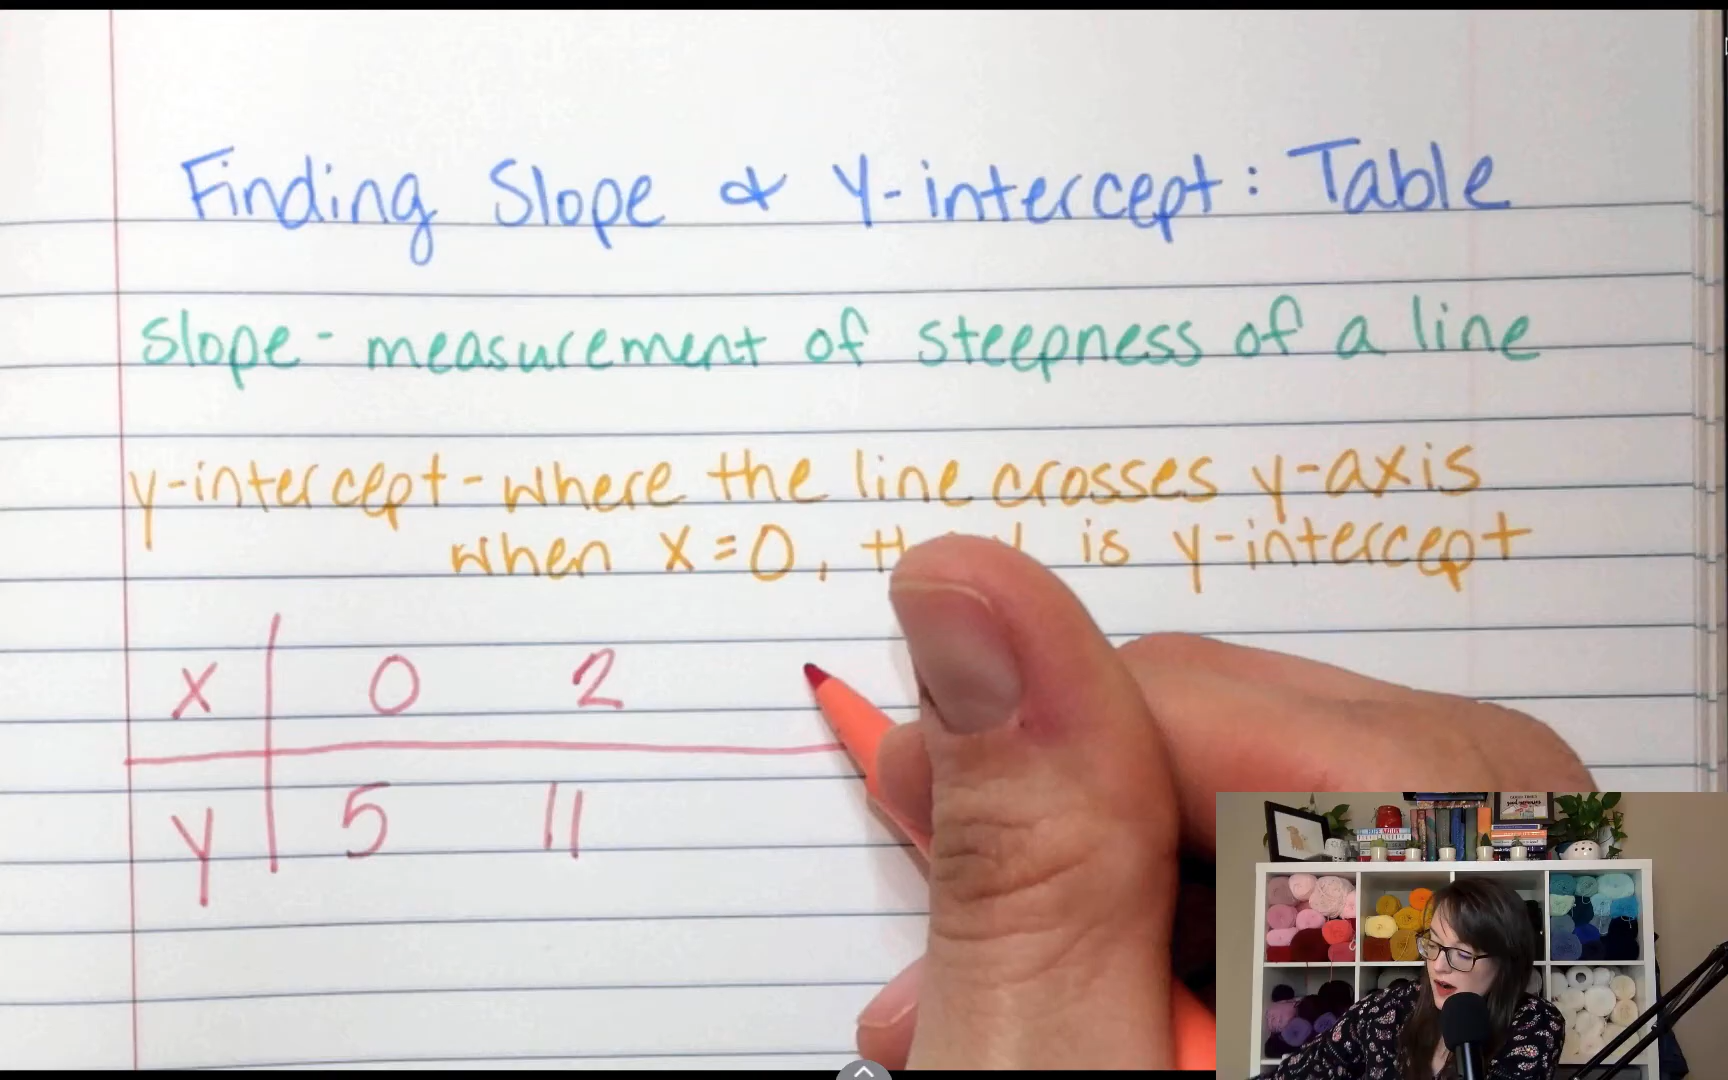 Finding Slope & Y-intercept: Table
Slope - measurement of steepness of a line
y-intercept - where the line crosses y-axis
when x = 0, is y-intercept
x 0 2
y 5 11